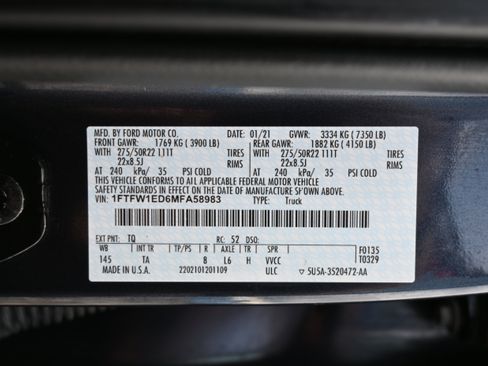 MFD. BY FORD MOTOR CO. DATE: 01/21 GVWR: 3334 KG ( 7350 LB)
FRONT GAWR: 1769 KG ( 3900 LB) REAR GAWR: 1882 KG ( 4150 LB)
WITH 275/50R22 111T TIRES WITH 275/50R22 111T TIRES
22x8.5J RIMS 22x8.5J RIMS
AT 240 kPa/ 35 PSI COLD AT 240 kPa/ 35 PSI COLD
THIS VEHICLE CONFORMS TO ALL APPLICABLE FEDERAL MOTOR VEHICLE
SAFETY STANDARDS IN EFFECT ON THE DATE OF MANUFACTURE SHOWN ABOVE.
VIN: 1FTFW1ED6MFA58983 TYPE: Truck
EXT PNT: TQ RC: 52 DSO:
WB INT TR TP/PS R AXLE TR SPR F0135
145 TA 8 L6 H VVCC T0329
MADE IN U.S.A. 2202101201109 ULC 5U5A-3520472-AA